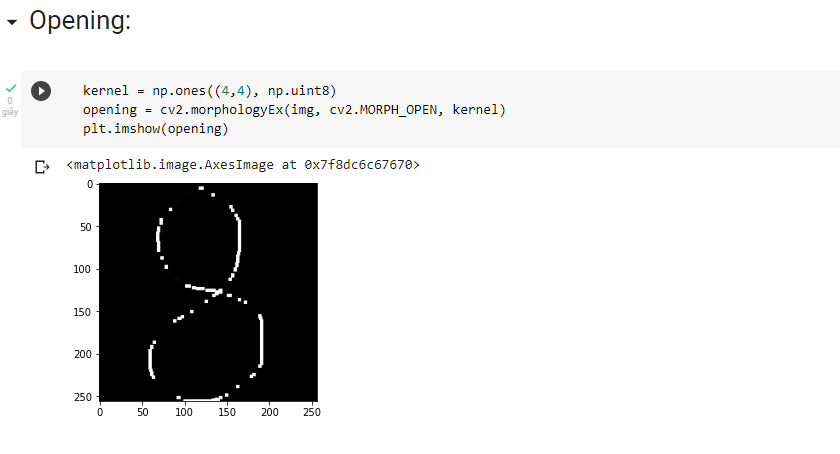 Opening:
kernel = np.ones((4,4), np.uint8)
0
giây
opening = cv2.morphologyEx(img, cv2.MORPH_OPEN, kernel)
plt.imshow(opening)
<matplotlib.image.AxesImage at 0x7f8dc6c67670>
0
50
100
150
200
250
0 50 100 150 200 250